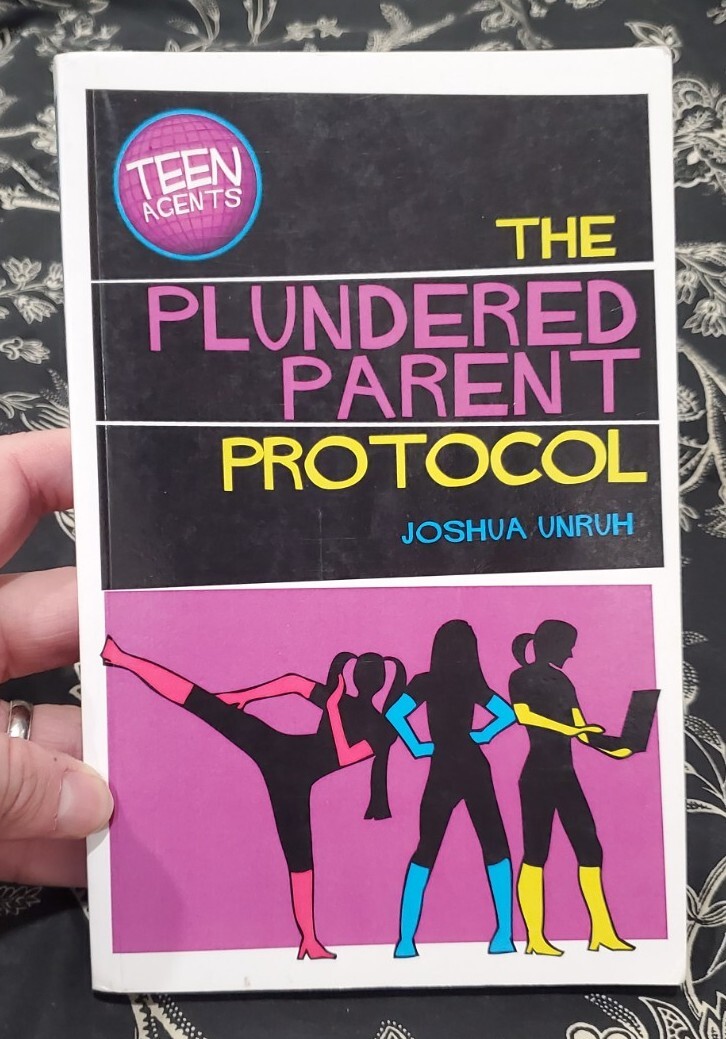 TEEN
AGENTS
THE
PLUNDERED
PARENT
PROTOCOL
JOSHUA UNRUH